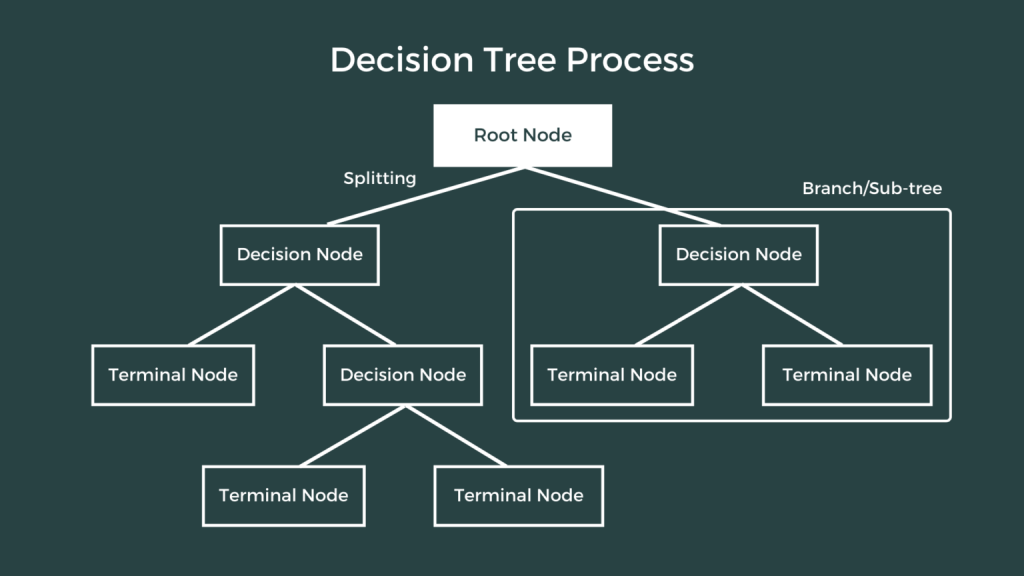 Decision Tree Process
Root Node
Splitting
Branch/Sub-tree
Decision Node
Decision Node
Terminal Node
Decision Node
Terminal Node
Terminal Node
Terminal Node
Terminal Node